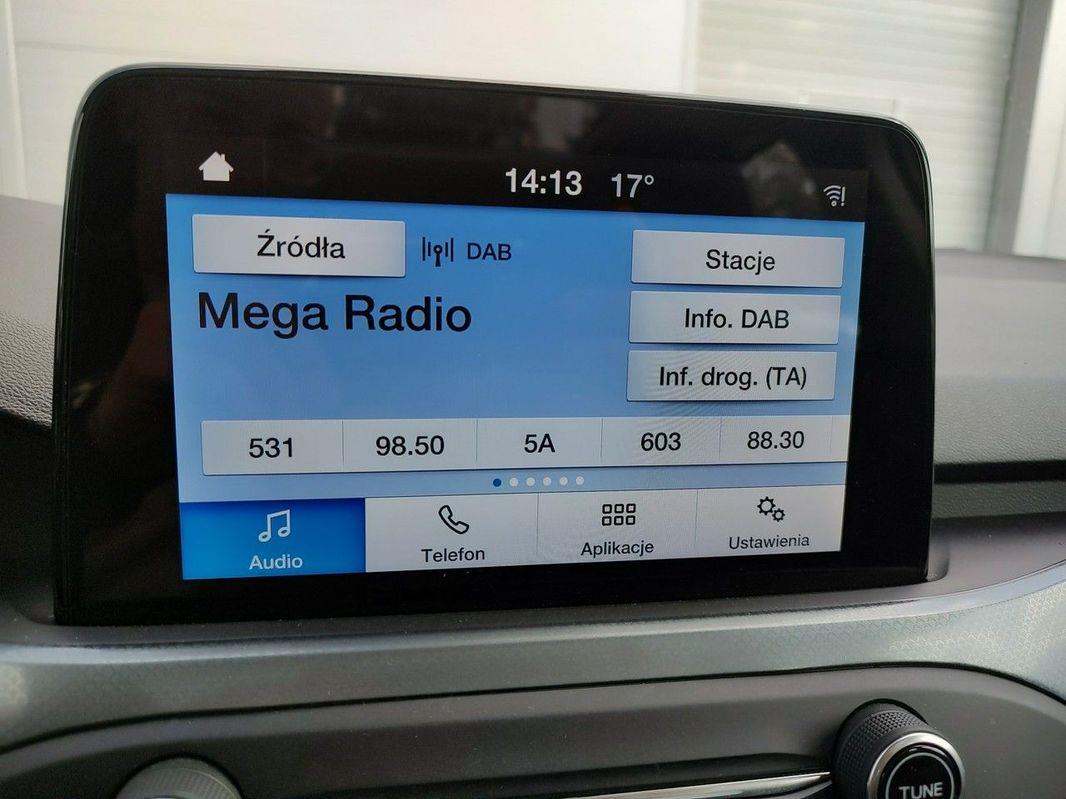 14:13 17°
Źródła
DAB
Stacje
Mega Radio
Info. DAB
Inf. drog. (TA)
531 98.50 5A 603 88.30
Audio Telefon Aplikacje Ustawienia
TUNE